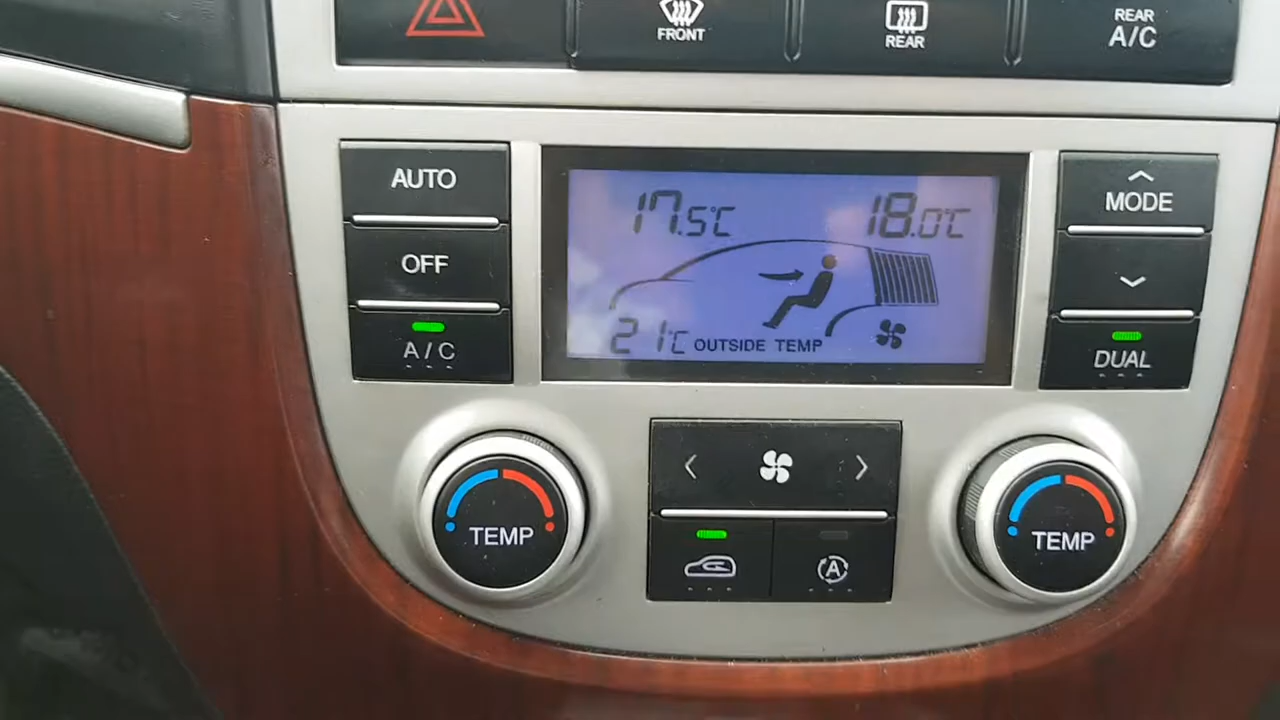 FRONT
REAR
REAR
A/C
AUTO
17.5°C
18.0°C
MODE
OFF
21°C OUTSIDE TEMP
A/C
DUAL
TEMP
TEMP
A